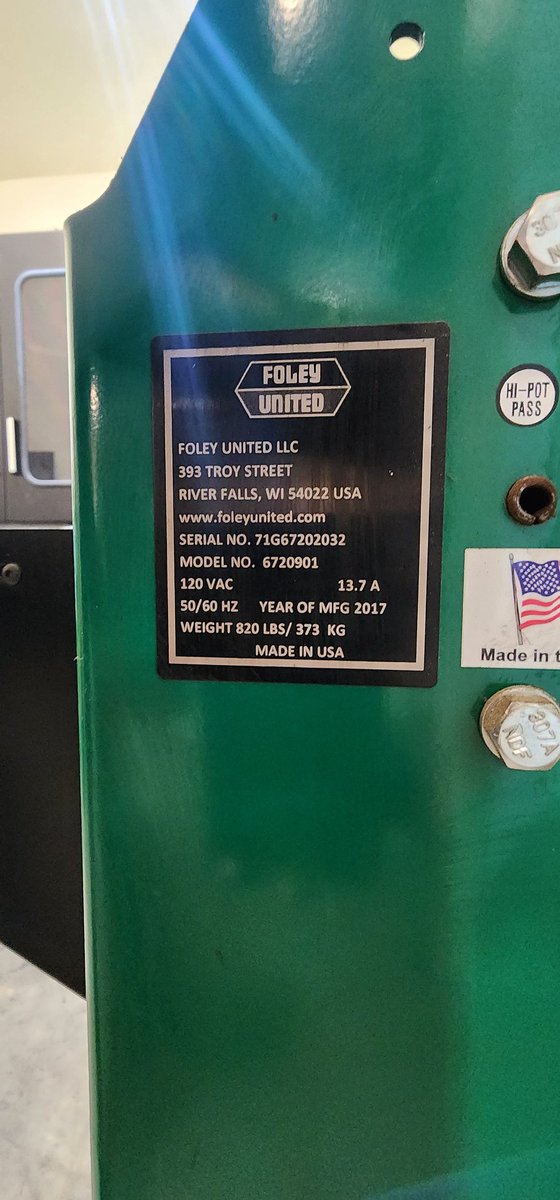 FOLEY
UNITED
FOLEY UNITED LLC
393 TROY STREET
RIVER FALLS, WI 54022 USA
www.foleyunited.com
SERIAL NO. 71G67202032
MODEL NO. 6720901
120 VAC 13.7 A
50/60 HZ YEAR OF MFG 2017
WEIGHT 820 LBS/ 373 KG
MADE IN USA
HI-POT
PASS
Made in t
307A
NDF